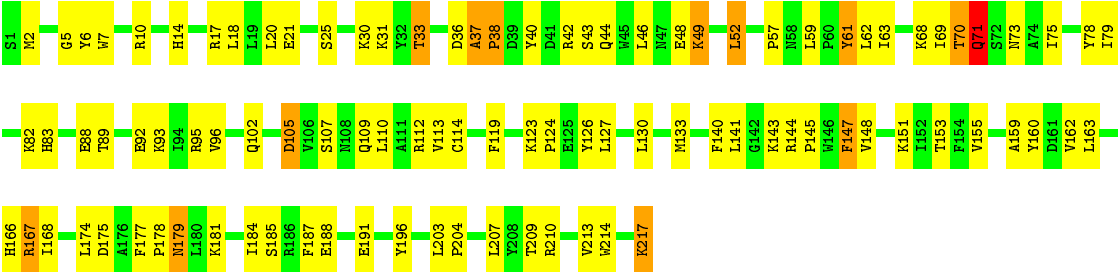 S1 M2 G5 Y6 W7 R10 H14 R17 L18 L19 L20 E21 S25 K30 K31 Y32 T33 D36 A37 P38 D39 Y40 D41 R42 S43 Q44 W45 L46 N47 E48 K49 L52 P57 N58 L59 P60 Y61 L62 I63 K68 I69 T70 Q71 S72 N73 A74 I75 Y78 I79
K82 H83 E88 T89 E92 K93 I94 R95 V96 Q102 D105 V106 S107 N108 Q109 L110 A111 R112 V113 C114 F119 K123 P124 E125 Y126 L127 L130 M133 F140 L141 G142 K143 R144 P145 W146 F147 V148 K151 I152 T153 F154 V155 A159 Y160 D161 V162 L163
H166 R167 I168 L174 D175 A176 F177 P178 N179 L180 K181 I184 S185 R186 F187 E188 E191 Y196 L203 P204 L207 Y208 T209 R210 V213 W214 K217